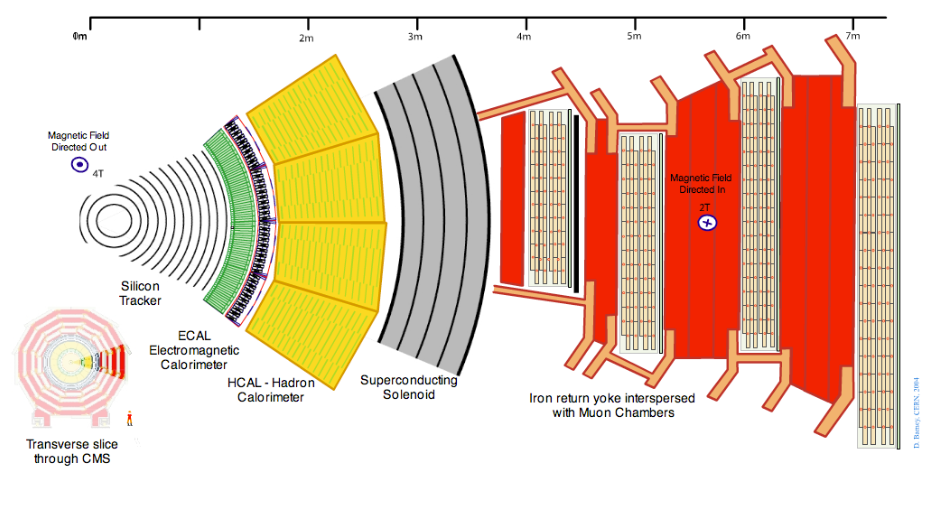 0m
1m
2m
3m
4m
5m
6m
7m
Magnetic Field
Directed Out
4T
Magnetic Field
Directed In
2T
Silicon
Tracker
ECAL
Electromagnetic
Calorimeter
HCAL - Hadron
Calorimeter
Superconducting
Solenoid
Iron return yoke interspersed
with Muon Chambers
Transverse slice
through CMS
D. Barney, CERN, 2004